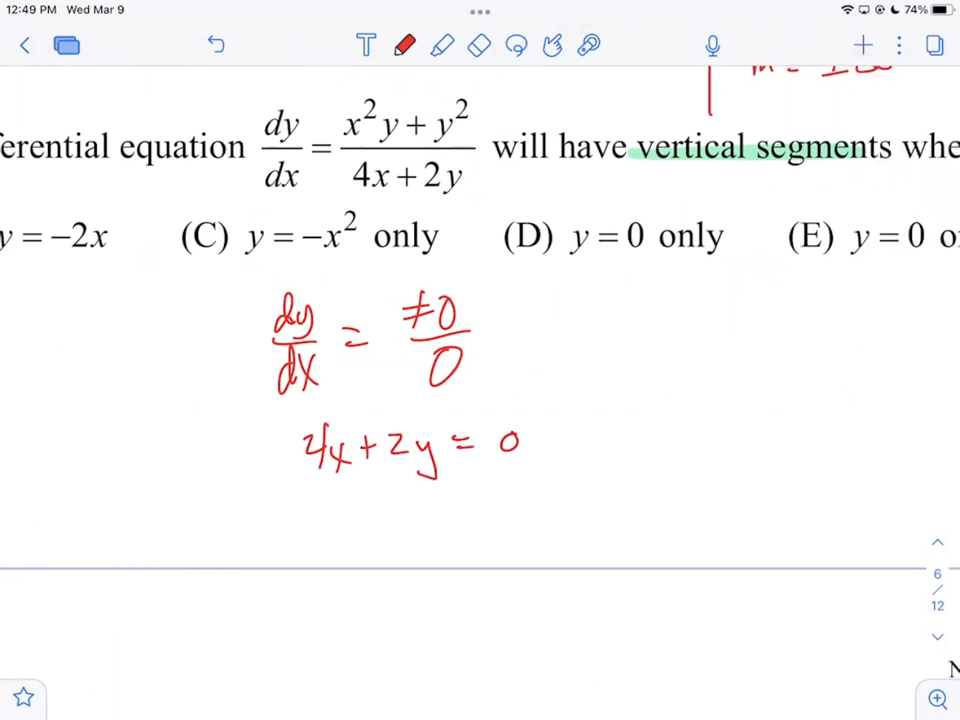 12:49 PM Wed Mar 9 74%
T
ferential equation dy/dx = (x²y + y²)/(4x + 2y) will have vertical segments whe
y = −2x (C) y = −x² only (D) y = 0 only (E) y = 0 o
dy/dx = ≠0/0
4x + 2y = 0
6
/
12
N